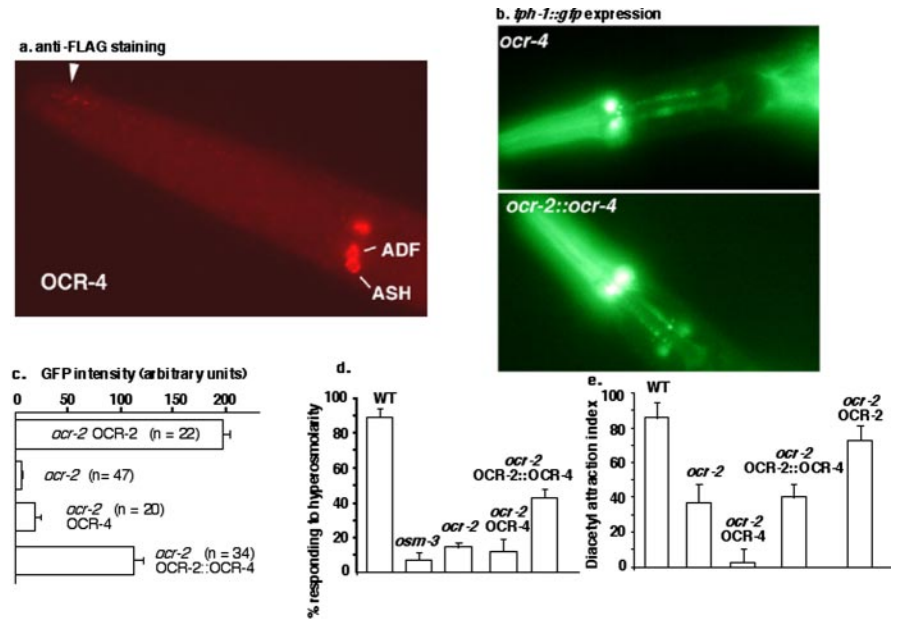 a. anti-FLAG staining
OCR-4
ADF
ASH
b. tph-1::gfp expression
ocr-4
ocr-2::ocr-4
c. GFP intensity (arbitrary units)
0 50 100 150 200
ocr-2 OCR-2 (n = 22)
ocr-2 (n = 47)
ocr-2 (n = 20)
OCR-4
ocr-2 (n = 34)
OCR-2::OCR-4
d.
% responding to hyperosmolarity
100
80
60
40
20
0
WT
osm-3
ocr-2
ocr-2
OCR-4
ocr-2
OCR-2::OCR-4
e.
Diacetyl attraction index
100
80
60
40
20
0
WT
ocr-2
ocr-2
OCR-4
ocr-2
OCR-2::OCR-4
ocr-2
OCR-2